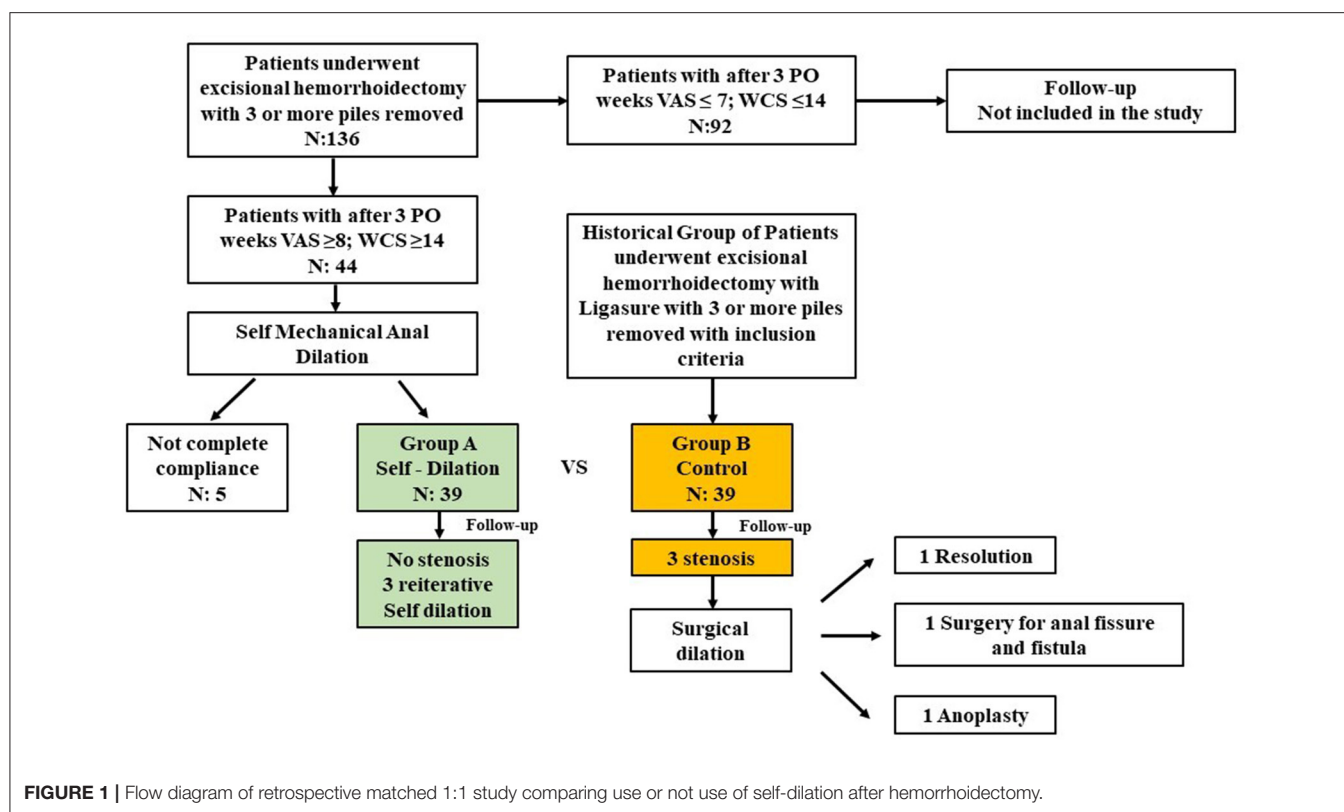 Patients underwent
excisional hemorrhoidectomy
with 3 or more piles removed
N:136
Patients with after 3 PO
weeks VAS ≤ 7; WCS ≤14
N:92
Follow-up
Not included in the study
Patients with after 3 PO
weeks VAS ≥8; WCS ≥14
N: 44
Historical Group of Patients
underwent excisional
hemorrhoidectomy with
Ligasure with 3 or more piles
removed with inclusion
criteria
Self Mechanical Anal
Dilation
Not complete
compliance
N: 5
Group A
Self - Dilation
N: 39
VS
Group B
Control
N: 39
Follow-up
Follow-up
No stenosis
3 reiterative
Self dilation
3 stenosis
Surgical
dilation
1 Resolution
1 Surgery for anal fissure
and fistula
1 Anoplasty
FIGURE 1 | Flow diagram of retrospective matched 1:1 study comparing use or not use of self-dilation after hemorrhoidectomy.